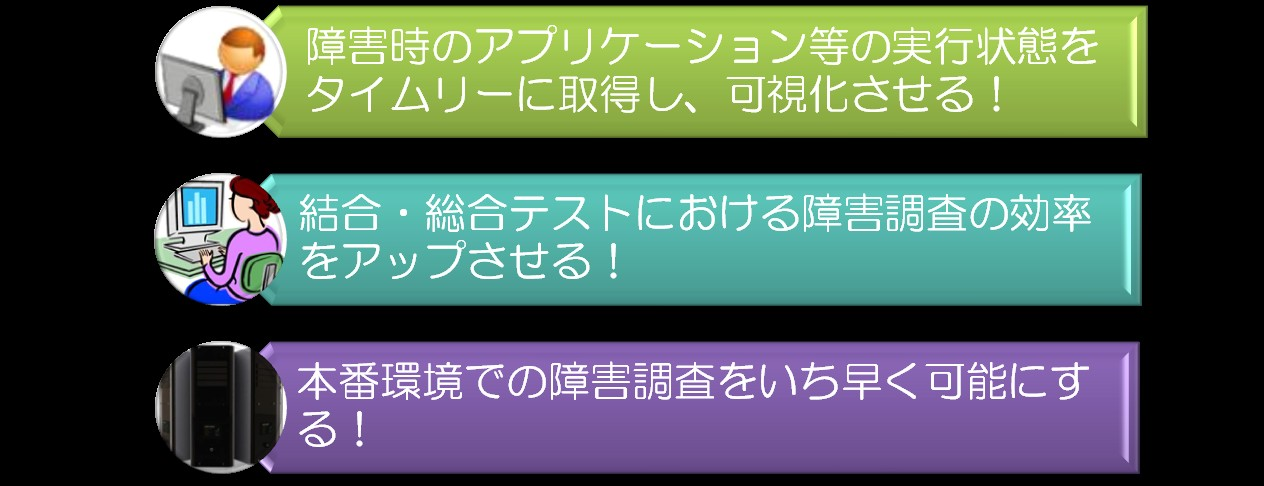 障害時のアプリケーション等の実行状態を
タイムリーに取得し、可視化させる！
結合・総合テストにおける障害調査の効率
をアップさせる！
本番環境での障害調査をいち早く可能にす
る！